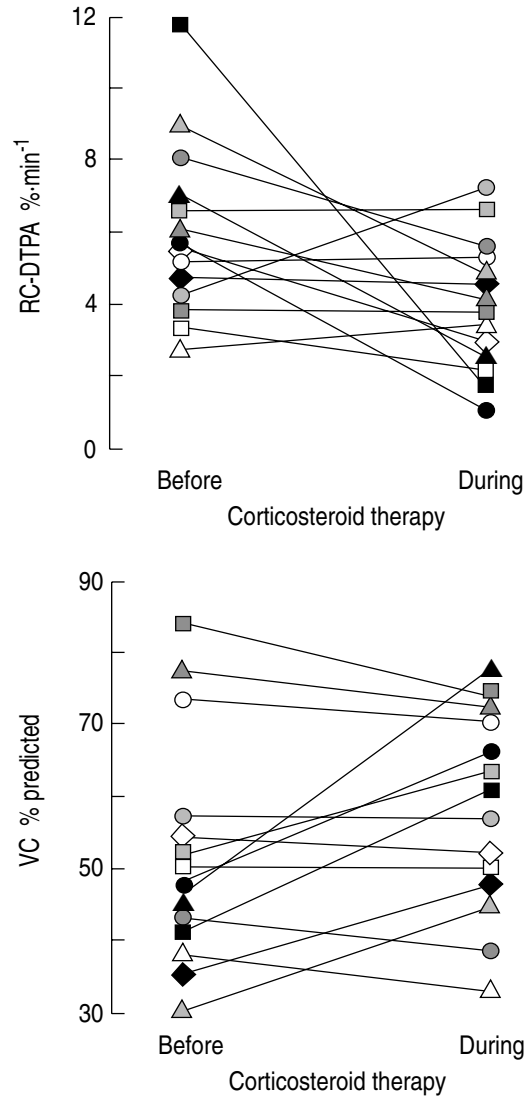 12
8
4
0
RC-DTPA %·min-1
Before During
Corticosteroid therapy
90
70
50
30
VC % predicted
Before During
Corticosteroid therapy